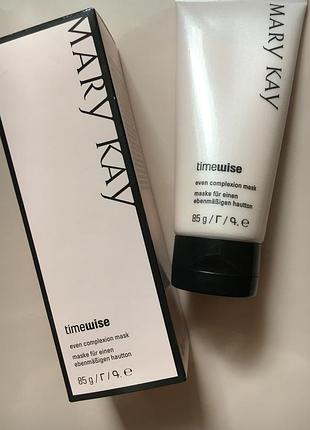 MARY KAY
timewise
even complexion mask
maske für einen
ebenmäßigen hautton
85 g / Г / Գ. ℮
MARY KAY
timewise
even complexion mask
maske für einen
ebenmäßigen hautton
85 g / Г / Գ. ℮